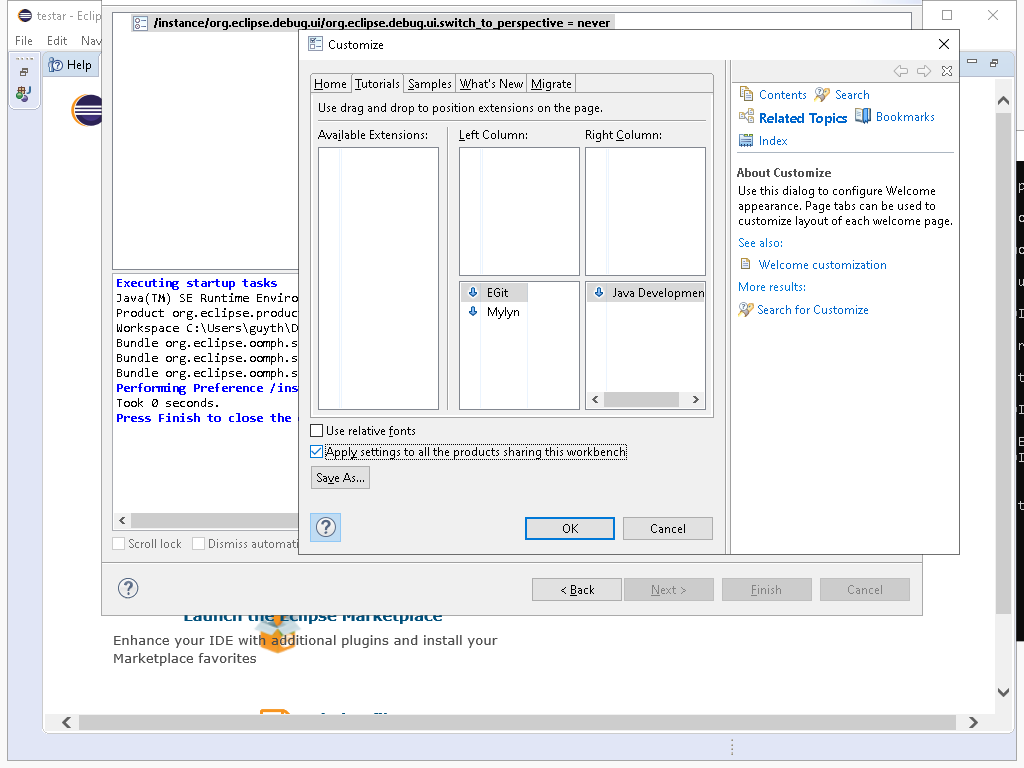 testar - Eclip
File Edit Nav
Help
/instance/org.eclipse.debug.ui/org.eclipse.debug.ui.switch_to_perspective = never
Customize
Home Tutorials Samples What's New Migrate
Use drag and drop to position extensions on the page.
Available Extensions: Left Column: Right Column:
EGit
Mylyn
Java Developmen
Use relative fonts
Apply settings to all the products sharing this workbench
Save As...
OK Cancel
Contents Search
Related Topics Bookmarks
Index
About Customize
Use this dialog to configure Welcome
appearance. Page tabs can be used to
customize layout of each welcome page.
See also:
Welcome customization
More results:
Search for Customize
Executing startup tasks
Java(TM) SE Runtime Enviro
Product org.eclipse.produc
Workspace C:\Users\guyth\D
Bundle org.eclipse.oomph.s
Bundle org.eclipse.oomph.s
Bundle org.eclipse.oomph.s
Performing Preference /ins
Took 0 seconds.
Press Finish to close the
Scroll lock Dismiss automati
< Back Next > Finish Cancel
Launch the Eclipse Marketplace
Enhance your IDE with additional plugins and install your
Marketplace favorites